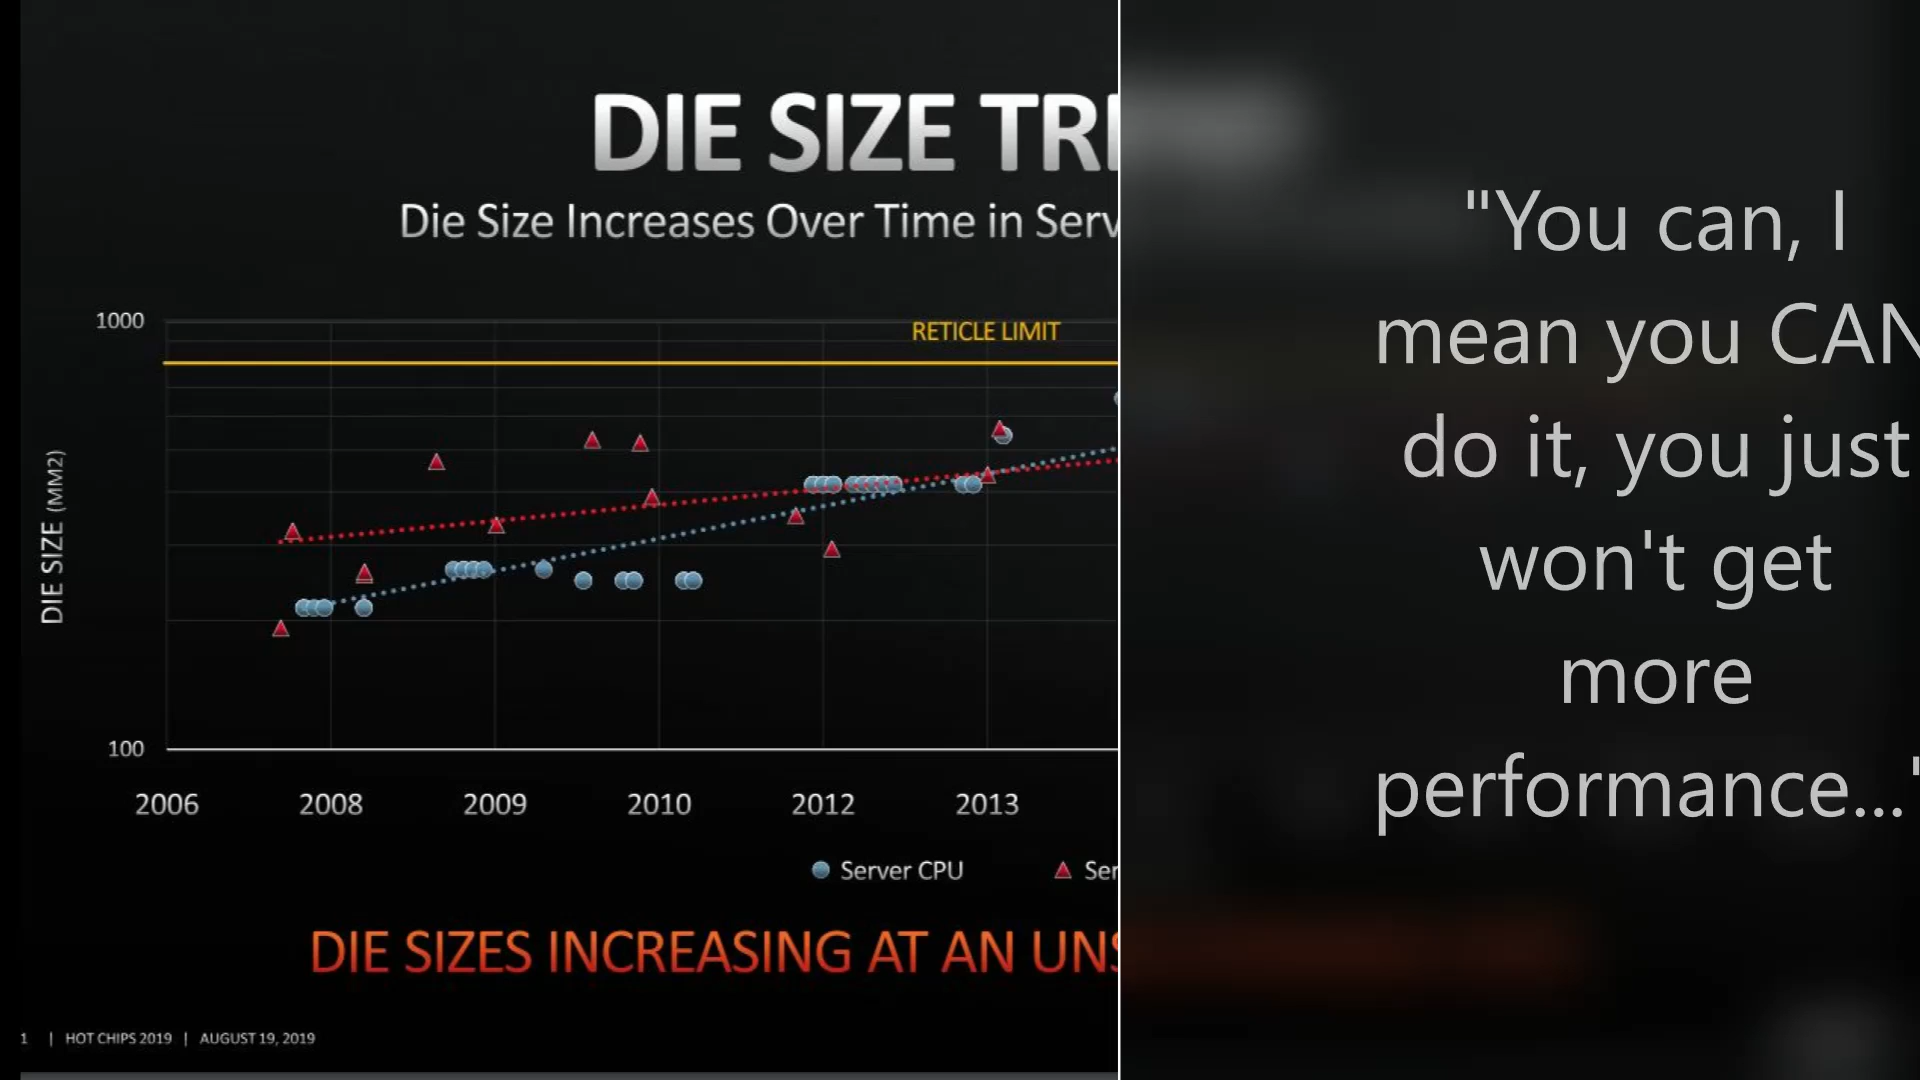 DIE SIZE TR
Die Size Increases Over Time in Serv
1000
RETICLE LIMIT
DIE SIZE (MM2)
100
2006 2008 2009 2010 2012 2013
Server CPU Ser
DIE SIZES INCREASING AT AN UNS
1 | HOT CHIPS 2019 | AUGUST 19, 2019
"You can, I
mean you CAN
do it, you just
won't get
more
performance..."